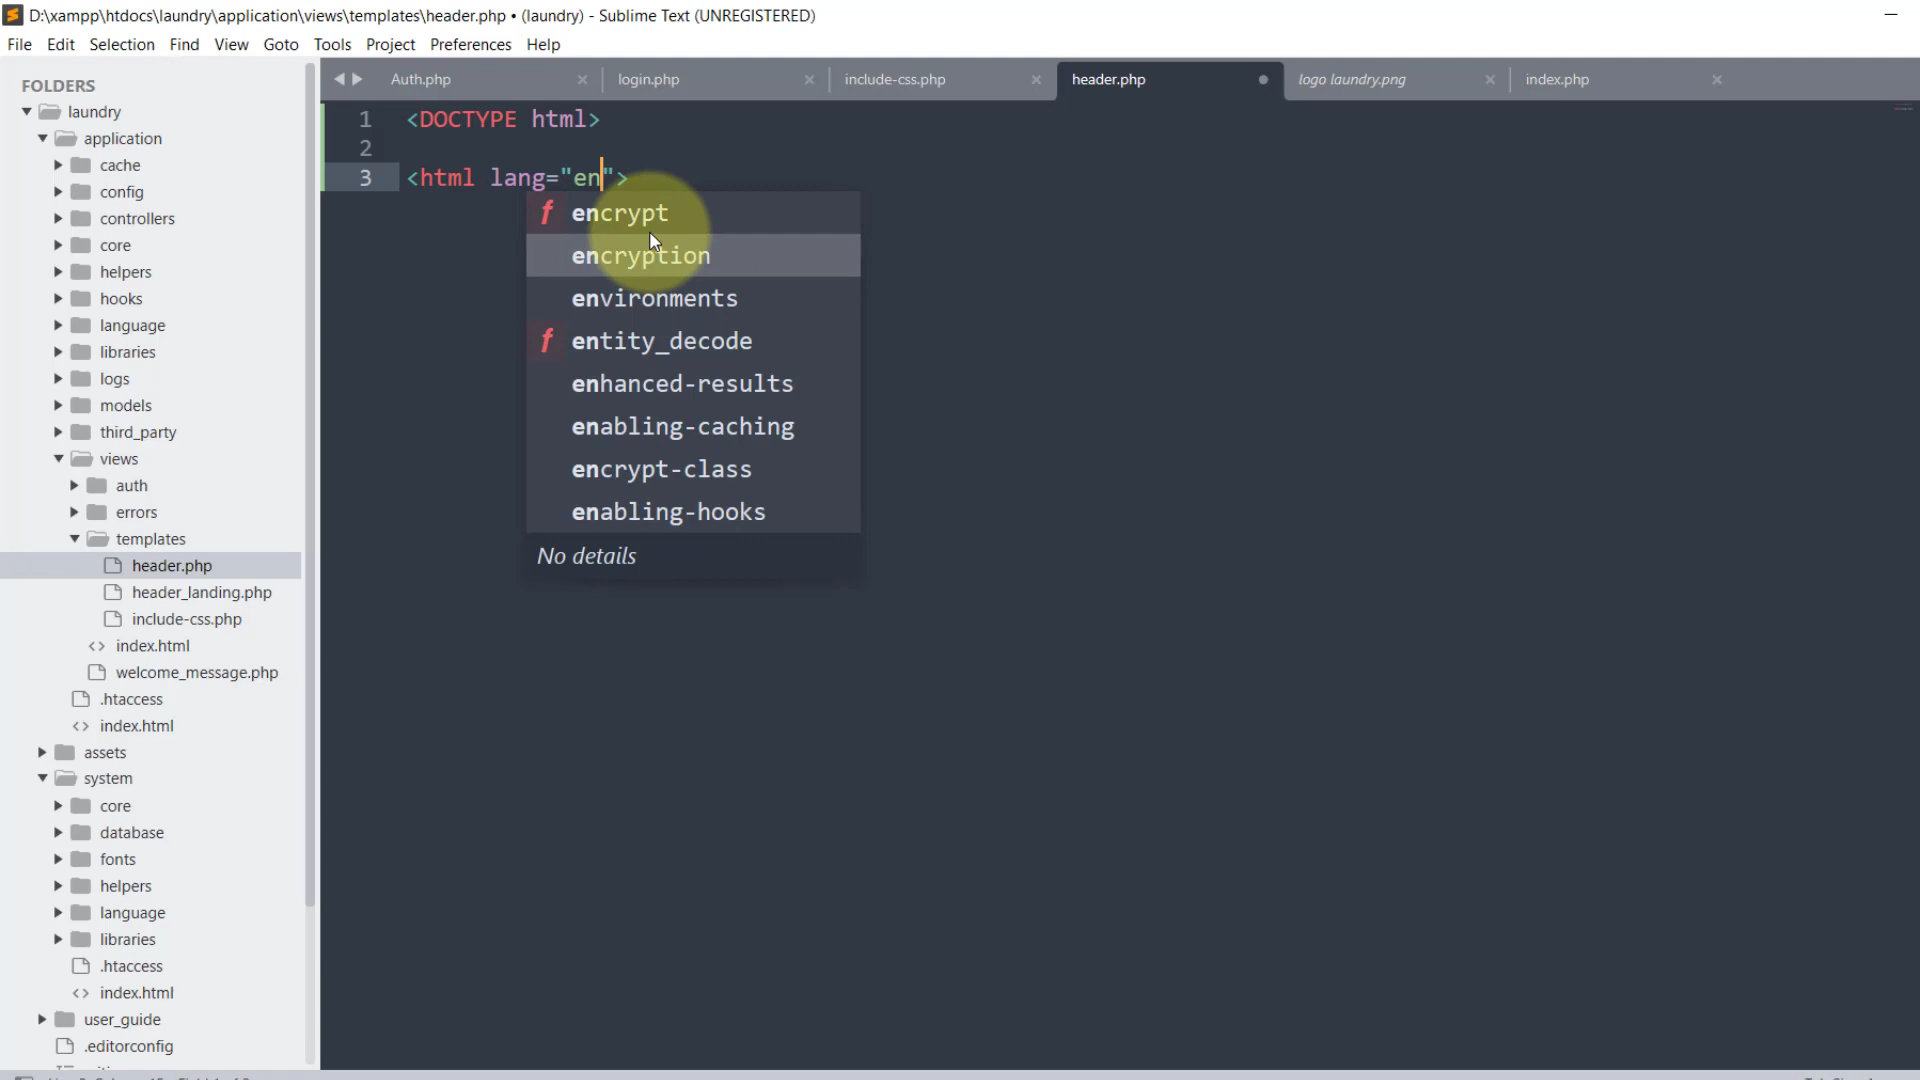 D:\xampp\htdocs\laundry\application\views\templates\header.php • (laundry) - Sublime Text (UNREGISTERED)
File Edit Selection Find View Goto Tools Project Preferences Help
FOLDERS
laundry
application
cache
config
controllers
core
helpers
hooks
language
libraries
logs
models
third_party
views
auth
errors
templates
header.php
header_landing.php
include-css.php
index.html
welcome_message.php
.htaccess
index.html
assets
system
core
database
fonts
helpers
language
libraries
.htaccess
index.html
user_guide
.editorconfig
Auth.php login.php include-css.php header.php logo laundry.png index.php
1 <DOCTYPE html>
2
3 <html lang="en">
f encrypt
encryption
environments
f entity_decode
enhanced-results
enabling-caching
encrypt-class
enabling-hooks
No details